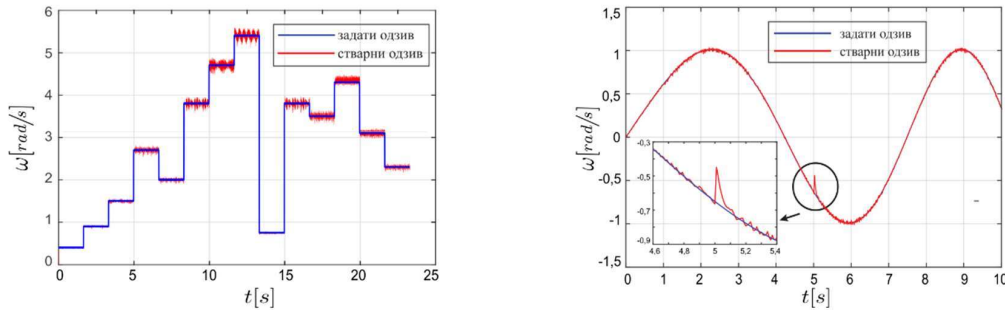 6
5
4
3
2
1
0
ω[rad/s]
задати одзив
стварни одзив
0 5 10 15 20 25
t[s]
1,5
1
0,5
0
-0,5
-1
-1,5
ω[rad/s]
задати одзив
стварни одзив
-0,3
-0,5
-0,7
-0,9
4,6 4,8 5 5,2 5,4
0 1 2 3 4 5 6 7 8 9 10
t[s]